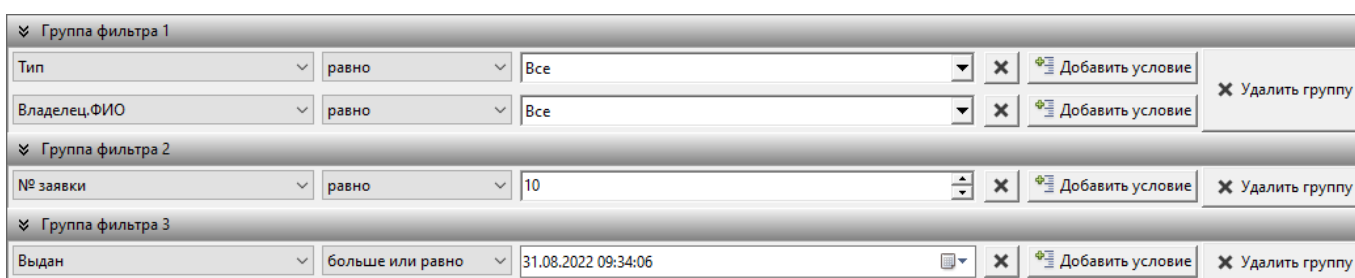 Группа фильтра 1
Тип равно Все Добавить условие
Удалить группу
Владелец.ФИО равно Все Добавить условие
Группа фильтра 2
№ заявки равно 10 Добавить условие Удалить группу
Группа фильтра 3
Выдан больше или равно 31.08.2022 09:34:06 Добавить условие Удалить группу